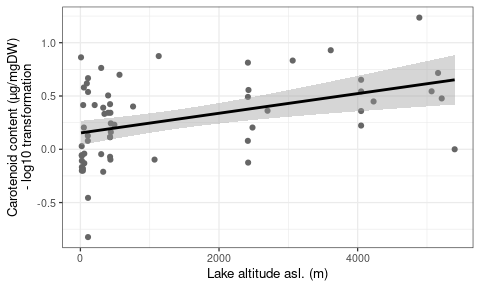 Carotenoid content (µg/mgDW)
- log10 transformation
1.0
0.5
0.0
-0.5
0
2000
4000
Lake altitude asl. (m)